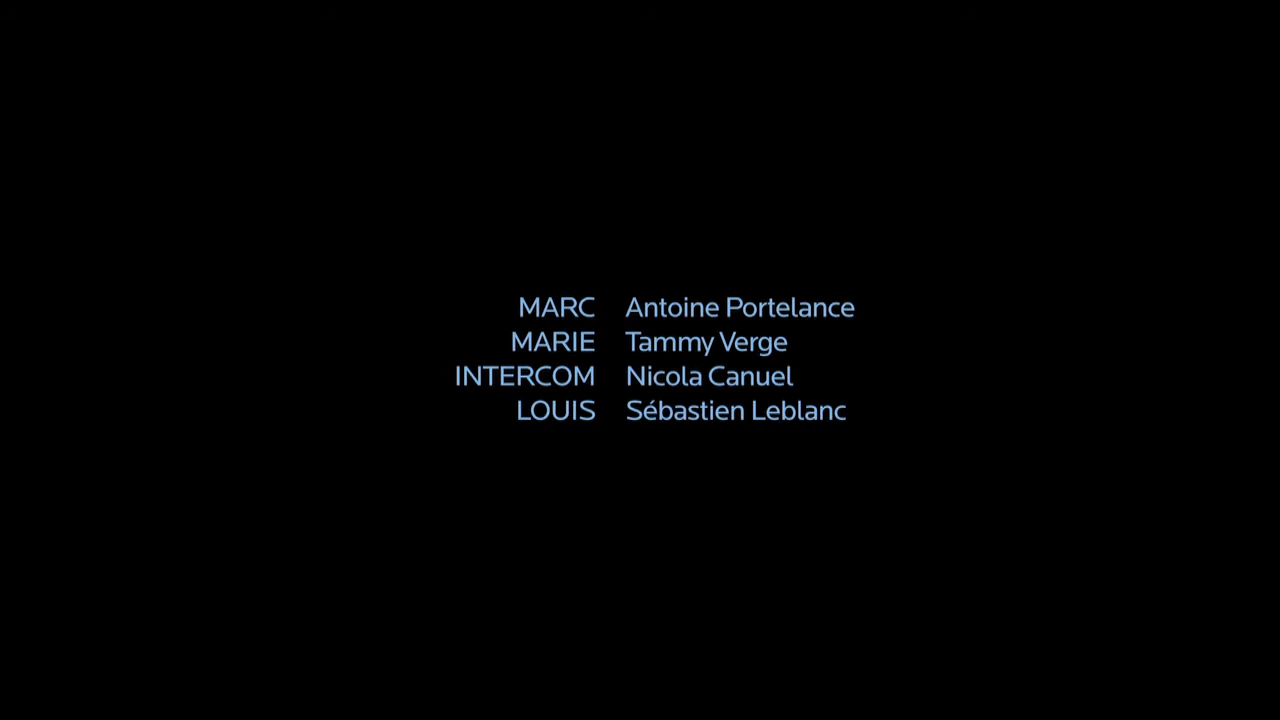 MARC Antoine Portelance
MARIE Tammy Verge
INTERCOM Nicola Canuel
LOUIS Sébastien Leblanc